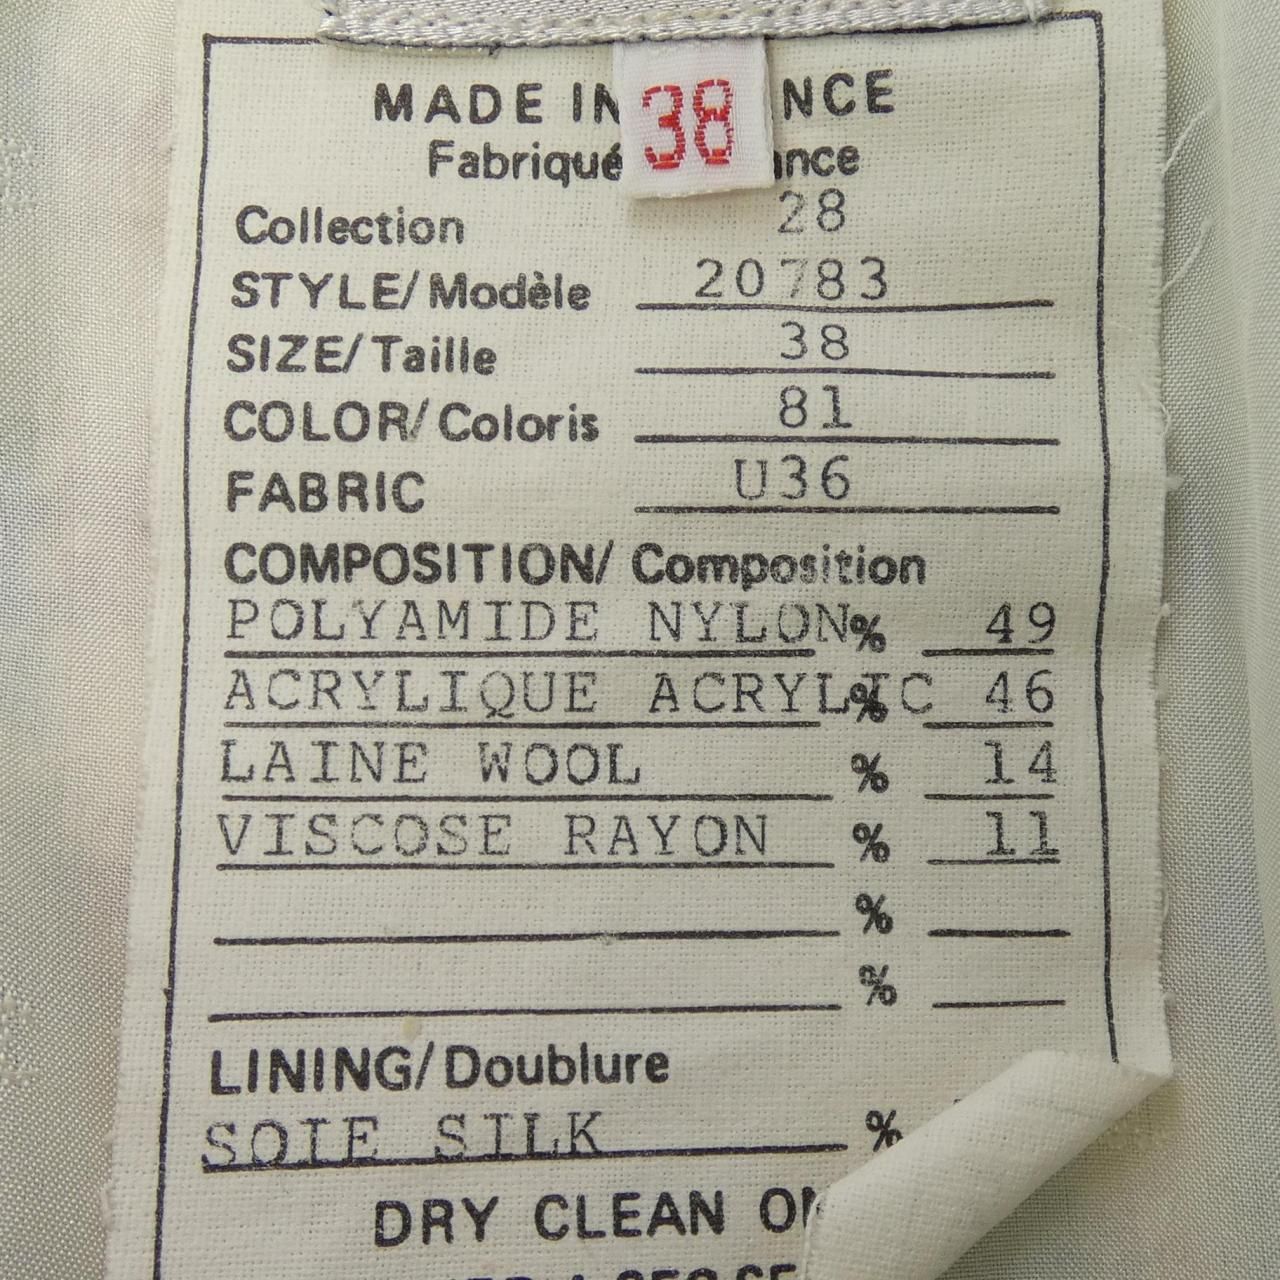 MADE IN NCE
38
Fabriqué ance
Collection 28
STYLE/Modèle 20783
SIZE/Taille 38
COLOR/Coloris 81
FABRIC U36
COMPOSITION/Composition
POLYAMIDE NYLON % 49
ACRYLIQUE ACRYLIC % 46
LAINE WOOL % 14
VISCOSE RAYON % 11
%
%
LINING/Doublure
SOIE SILK %
DRY CLEAN